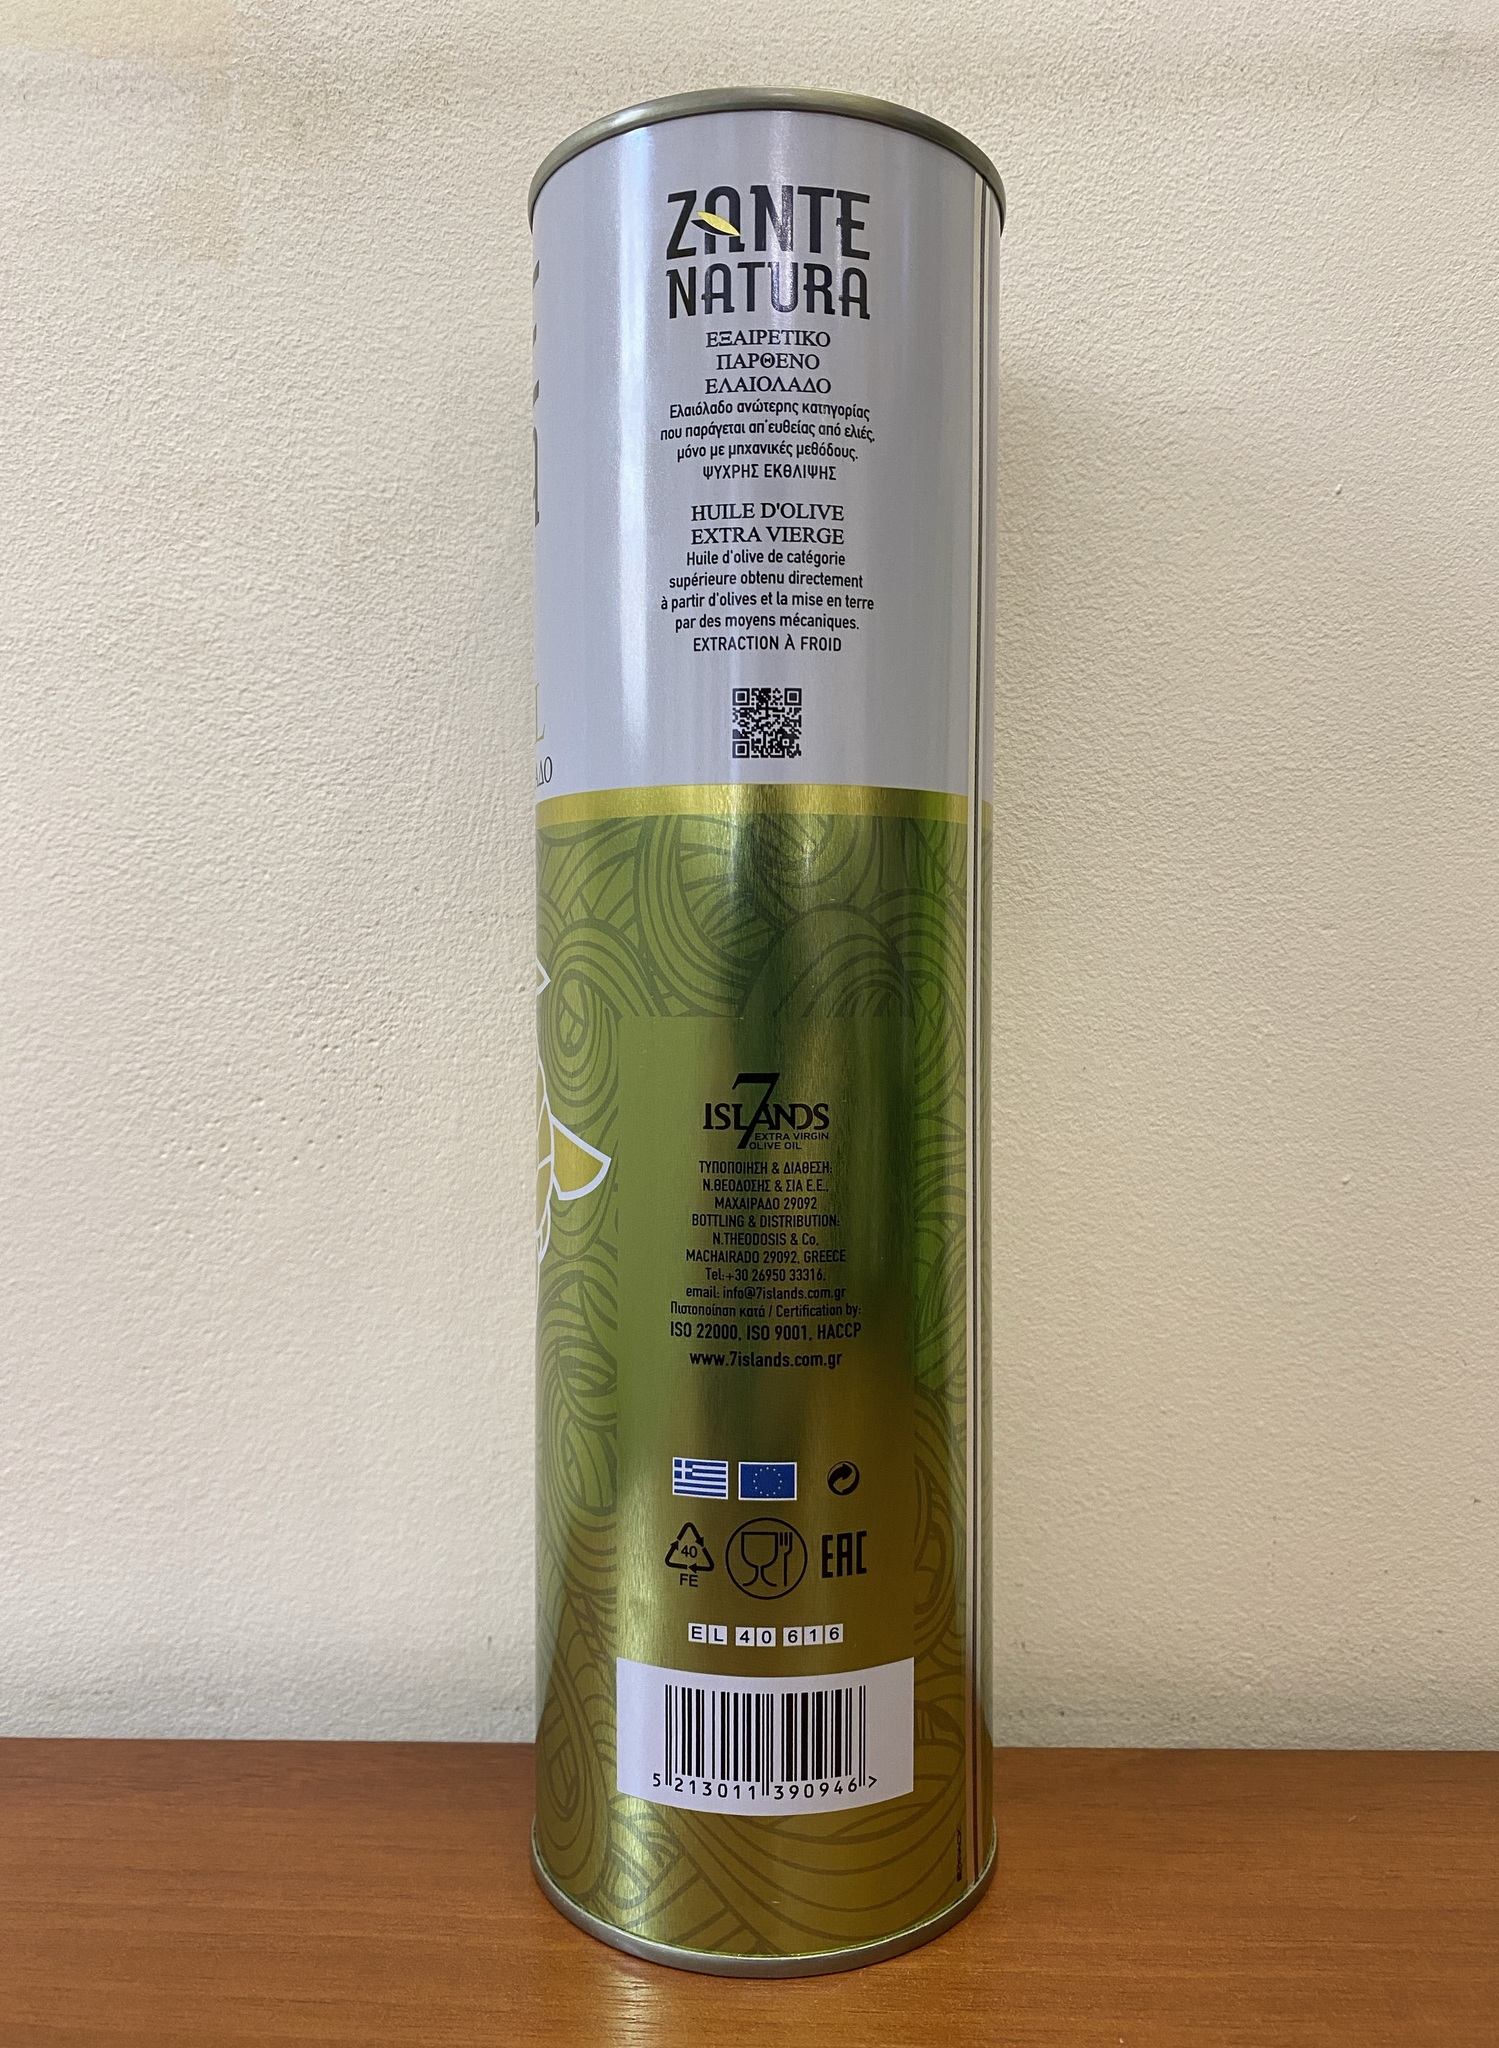 ZANTE
NATURA
ΕΞΑΙΡΕΤΙΚΟ
ΠΑΡΘΕΝΟ
ΕΛΑΙΟΛΑΔΟ
Ελαιόλαδο ανώτερης κατηγορίας
που παράγεται απ'ευθείας από ελιές,
μόνο με μηχανικές μεθόδους.
ΨΥΧΡΗΣ ΕΚΘΛΙΨΗΣ
HUILE D'OLIVE
EXTRA VIERGE
Huile d'olive de catégorie
supérieure obtenu directement
à partir d'olives et la mise en terre
par des moyens mécaniques.
EXTRACTION À FROID
L
ΑΔΟ
7
ISLANDS
EXTRA VIRGIN
OLIVE OIL
ΤΥΠΟΠΟΙΗΣΗ & ΔΙΑΘΕΣΗ:
Ν.ΘΕΟΔΟΣΗΣ & ΣΙΑ Ε.Ε.,
ΜΑΧΑΙΡΑΔΟ 29092
BOTTLING & DISTRIBUTION:
N.THEODOSIS & Co,
MACHAIRADO 29092, GREECE
Tel:+30 26950 33316,
email: info@7islands.com.gr
Πιστοποίηση κατά / Certification by:
ISO 22000, ISO 9001, HACCP
www.7islands.com.gr
40
FE
EAC
EL 40 616
5 213011 390946 >